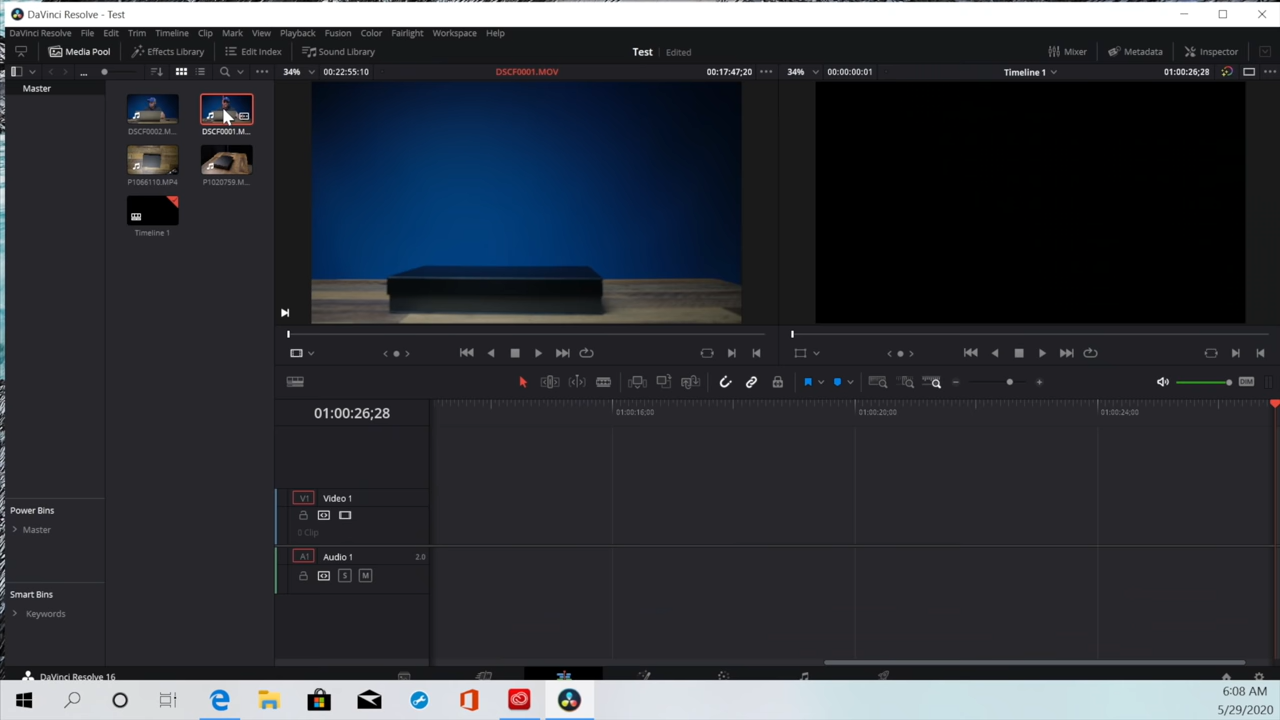 DaVinci Resolve - Test
DaVinci Resolve File Edit Trim Timeline Clip Mark View Playback Fusion Color Fairlight Workspace Help
Media Pool Effects Library Edit Index Sound Library Test Edited Mixer Metadata Inspector
... 34% 00:22:55:10 DSCF0001.MOV 00:17:47;20 34% 00:00:00:01 Timeline 1 01:00:26;28
Master
DSCF0002.M... DSCF0001.M...
P1066110.MP4 P1020759.M...
Timeline 1
DIM
01:00:26;28
01:00:16;00 01:00:20;00 01:00:24;00
V1 Video 1
0 Clip
A1 Audio 1 2.0
S M
Power Bins
Master
Smart Bins
Keywords
DaVinci Resolve 16
6:08 AM
5/29/2020